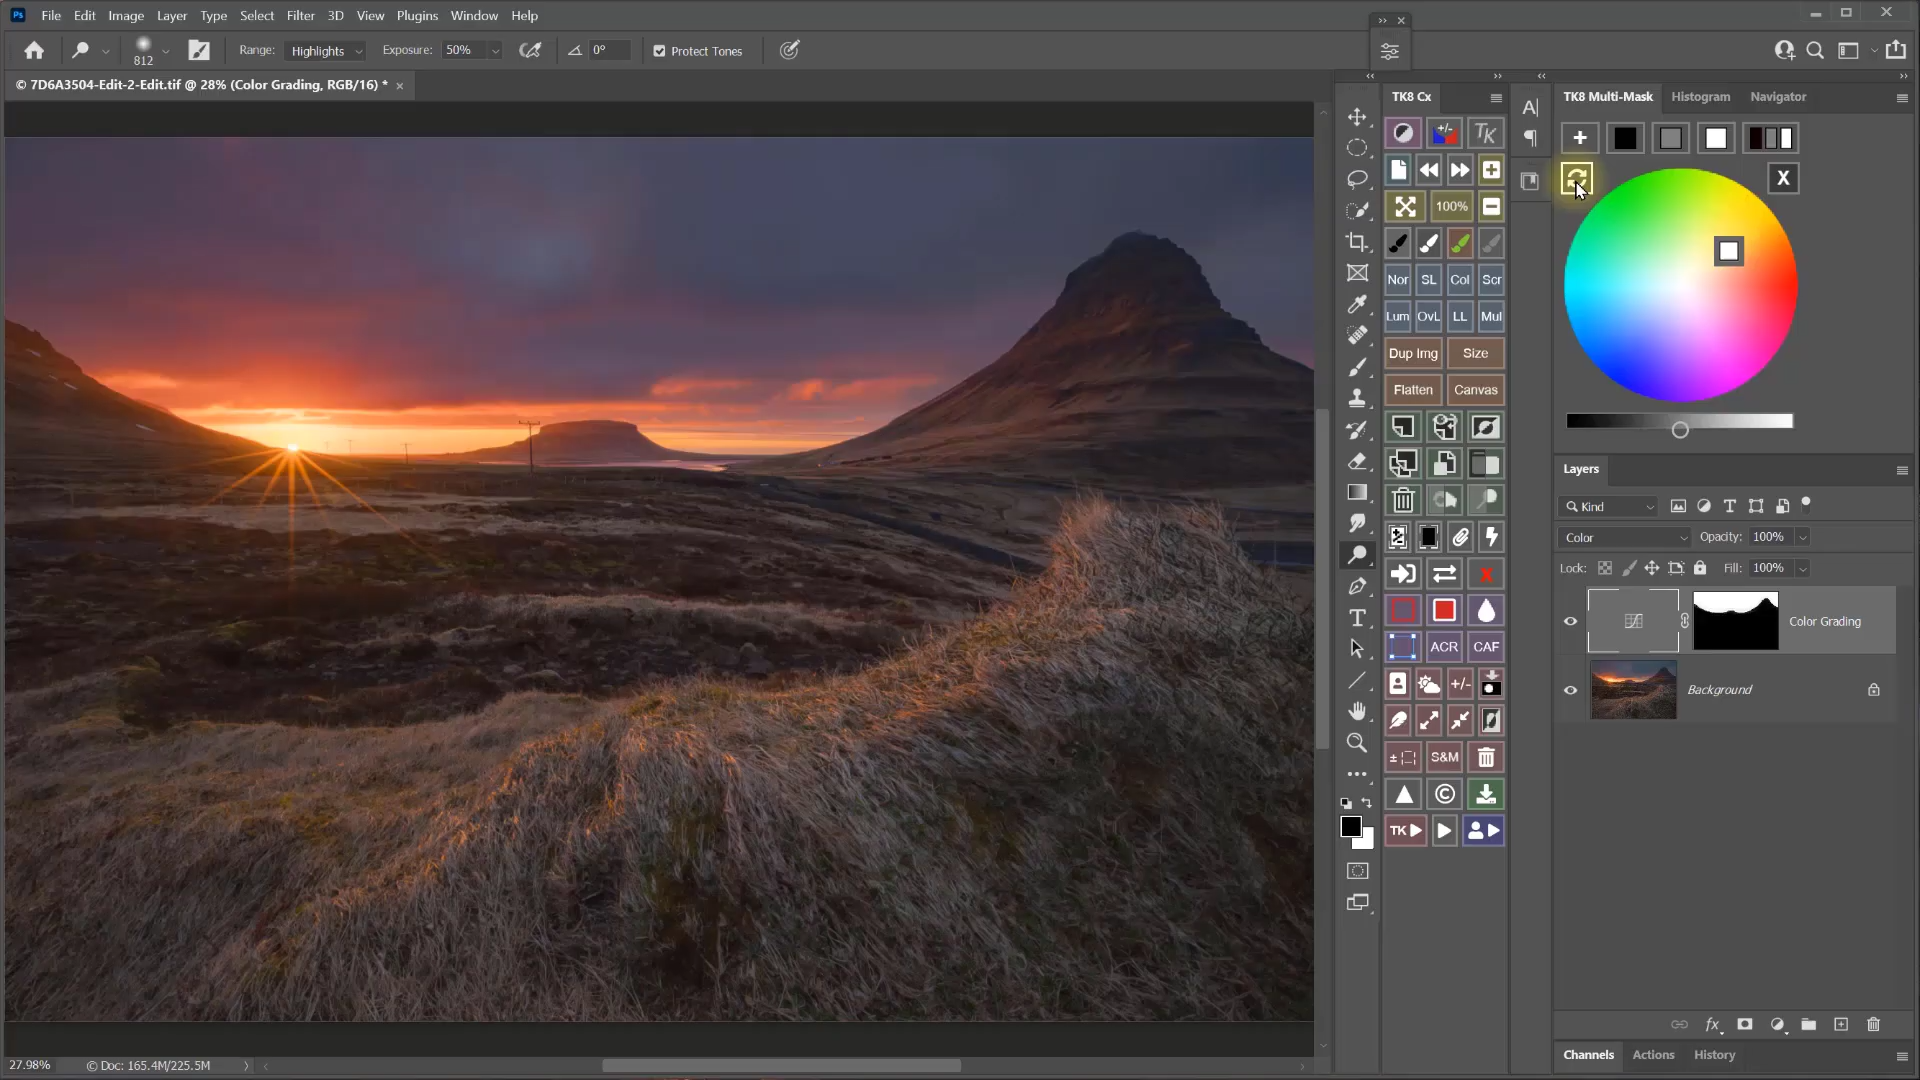 Ps File Edit Image Layer Type Select Filter 3D View Plugins Window Help
812 Range: Highlights Exposure: 50% 0° Protect Tones
© 7D6A3504-Edit-2-Edit.tif @ 28% (Color Grading, RGB/16) * ×
TK8 Cx
TK8 Multi-Mask Histogram Navigator
+
X
TK
100%
Nor SL Col Scr
Lum OvL LL Mul
Dup Img Size
Flatten Canvas
ACR CAF
+/-
S&M
TK
Layers
Kind
Color Opacity: 100%
Lock: Fill: 100%
Color Grading
Background
fx
Channels Actions History
27.98% © Doc: 165.4M/225.5M